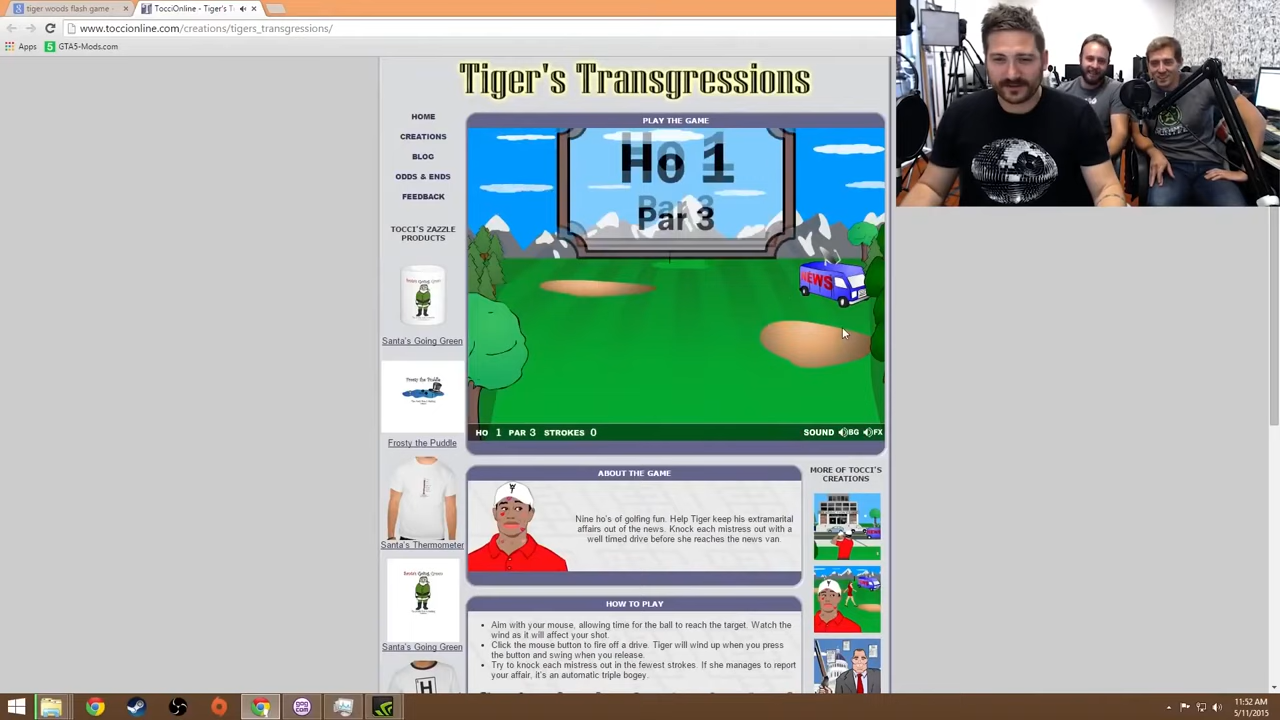 tiger woods flash game -
TocciOnline - Tiger's Tr
www.toccionline.com/creations/tigers_transgressions/
Apps
GTA5-Mods.com
Tiger's Transgressions
HOME
CREATIONS
BLOG
ODDS & ENDS
FEEDBACK
TOCCI'S ZAZZLE
PRODUCTS
Santa's Going Green
Frosty the Puddle
Santa's Thermometer
Santa's Going Green
H
PLAY THE GAME
Ho 1
Par 3
NEWS
HO 1 PAR 3 STROKES 0
SOUND BG FX
ABOUT THE GAME
Nine ho's of golfing fun. Help Tiger keep his extramarital
affairs out of the news. Knock each mistress out with a
well timed drive before she reaches the news van.
HOW TO PLAY
• Aim with your mouse, allowing time for the ball to reach the target. Watch the
wind as it will affect your shot.
• Click the mouse button to fire off a drive. Tiger will wind up when you press
the button and swing when you release.
• Try to knock each mistress out in the fewest strokes. If she manages to report
your affair, it's an automatic triple bogey.
MORE OF TOCCI'S
CREATIONS
11:52 AM
5/11/2015